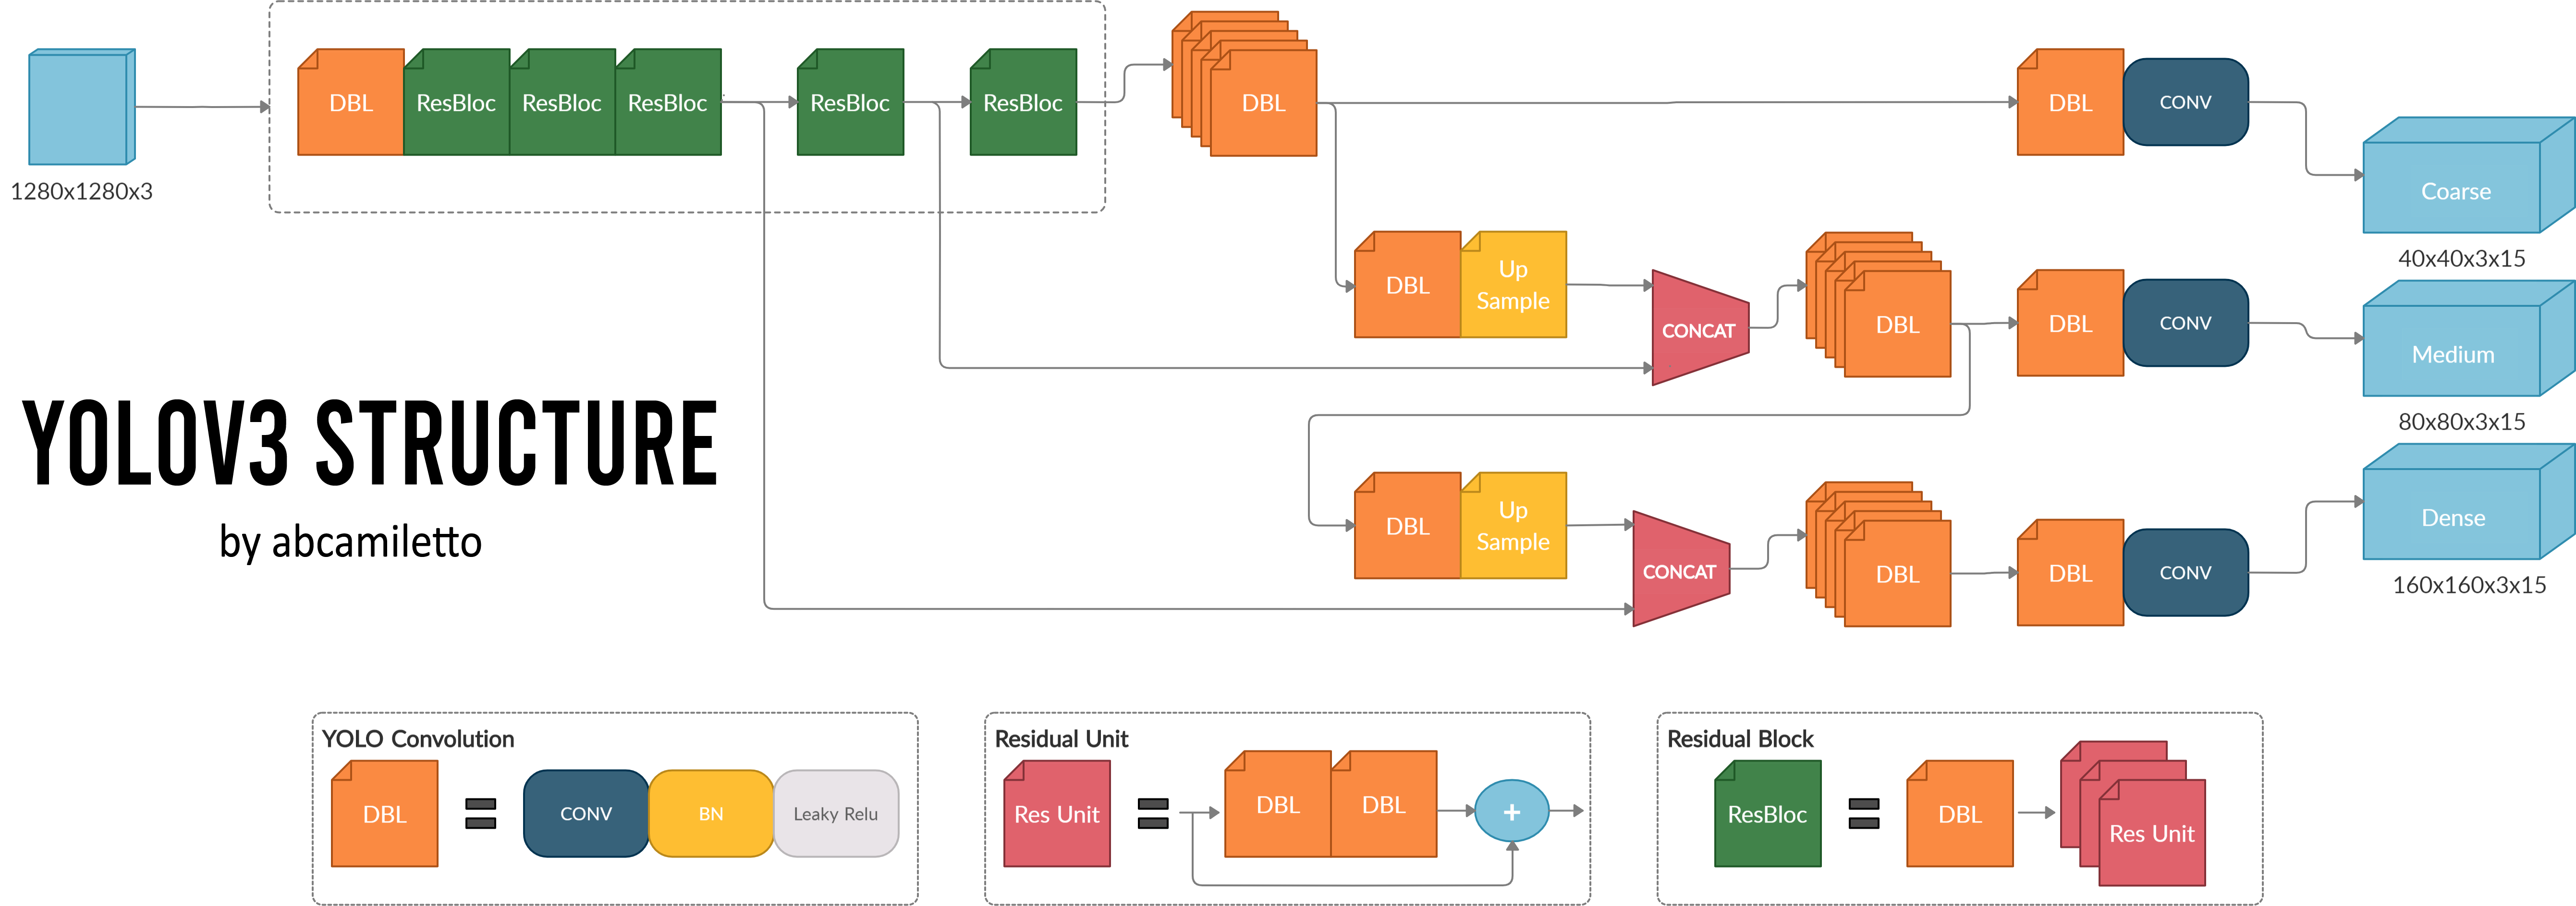 DBL
ResBloc
ResBloc
ResBloc
ResBloc
ResBloc
DBL
DBL
CONV
1280x1280x3
Coarse
40x40x3x15
DBL
Up
Sample
CONCAT
DBL
DBL
CONV
Medium
80x80x3x15
YOLOV3 STRUCTURE
by abcamiletto
DBL
Up
Sample
CONCAT
DBL
DBL
CONV
Dense
160x160x3x15
YOLO Convolution
DBL
CONV
BN
Leaky Relu
Residual Unit
Res Unit
DBL
DBL
+
Residual Block
ResBloc
DBL
Res Unit